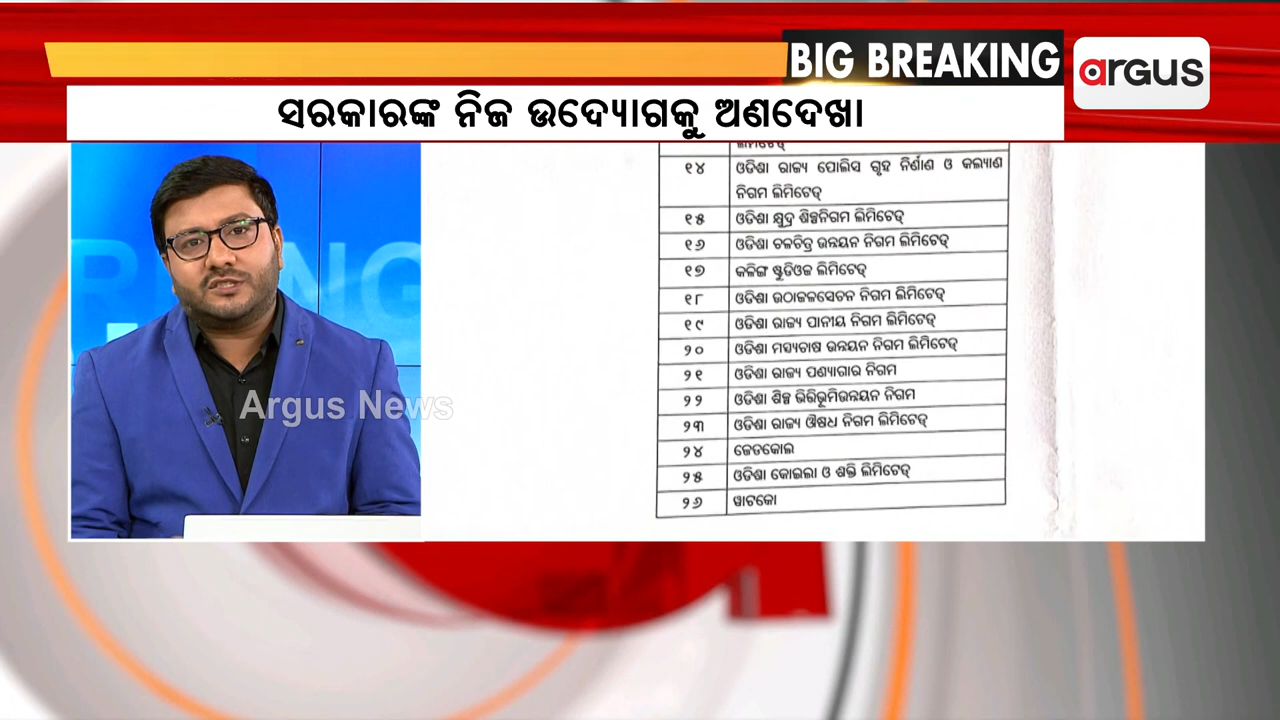 BIG BREAKING
argus
ସରକାରଙ୍କ ନିଜ ଉଦ୍ୟୋଗକୁ ଅଣଦେଖା
ଲିମିଟେଡ୍
୧୪ ଓଡିଶା ରାଜ୍ୟ ପୋଲିସ ଗୃହ ନିର୍ଣାଣ ଓ କଲ୍ୟାଣ
ନିଗମ ଲିମିଟେଡ୍
୧୫ ଓଡିଶା କ୍ଷୁଦ୍ର ଶିଳ୍ପନିଗମ ଲିମିଟେଡ୍
୧୬ ଓଡିଶା ଚଳଚିତ୍ର ଉନ୍ନୟନ ନିଗମ ଲିମିଟେଡ୍
୧୭ କଳିଙ୍ଗ ଷ୍ଟୁଡିଓଜ ଲିମିଟେଡ୍
୧୮ ଓଡିଶା ଉଠାଜଳସେଚନ ନିଗମ ଲିମିଟେଡ୍
୧୯ ଓଡିଶା ରାଜ୍ୟ ପାନୀୟ ନିଗମ ଲିମିଟେଡ୍
୨୦ ଓଡିଶା ମତ୍ସ୍ୟଚାଷ ଉନ୍ନୟନ ନିଗମ ଲିମିଟେଡ୍
୨୧ ଓଡିଶା ରାଜ୍ୟ ପଣ୍ୟାଗାର ନିଗମ
୨୨ ଓଡିଶା ଶିଳ୍ପ ଭିତ୍ତିଭୂମିଉନ୍ନୟନ ନିଗମ
୨୩ ଓଡିଶା ରାଜ୍ୟ ଔଷଧ ନିଗମ ଲିମିଟେଡ୍
୨୪ ଜେଡକୋଲ
୨୫ ଓଡିଶା କୋଇଲା ଓ ଶକ୍ତି ଲିମିଟେଡ୍
୨୬ ୱାଟକୋ
Argus News